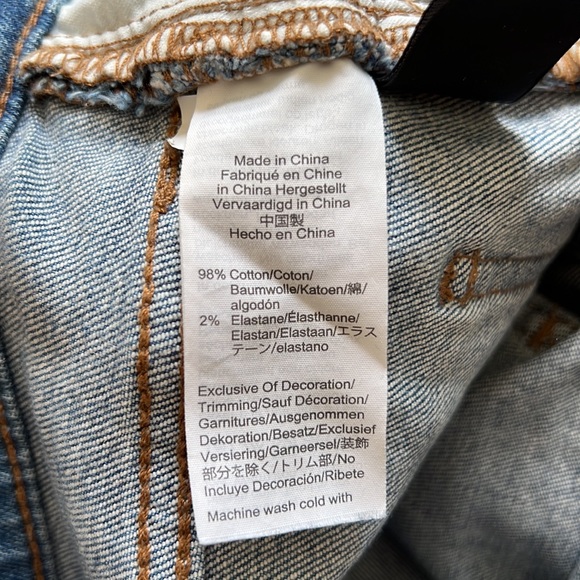 Made in China
Fabriqué en Chine
in China Hergestellt
Vervaardigd in China
中国製
Hecho en China
98% Cotton/Coton/
Baumwolle/Katoen/綿/
algodón
2% Elastane/Élasthanne/
Elastan/Elastaan/エラス
テーン/elastano
Exclusive Of Decoration/
Trimming/Sauf Décoration/
Garnitures/Ausgenommen
Dekoration/Besatz/Exclusief
Versiering/Garneersel/装飾
部分を除く/トリム部/No
Incluye Decoración/Ribete
Machine wash cold with